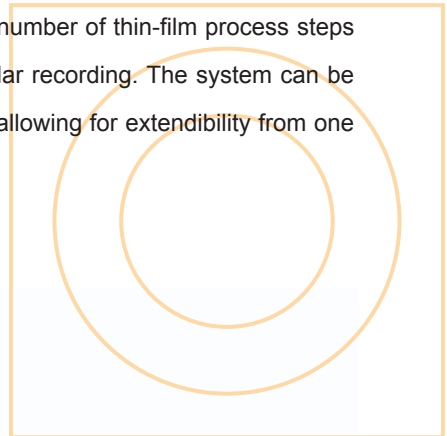 number of thin-film process steps
lar recording. The system can be
allowing for extendibility from one